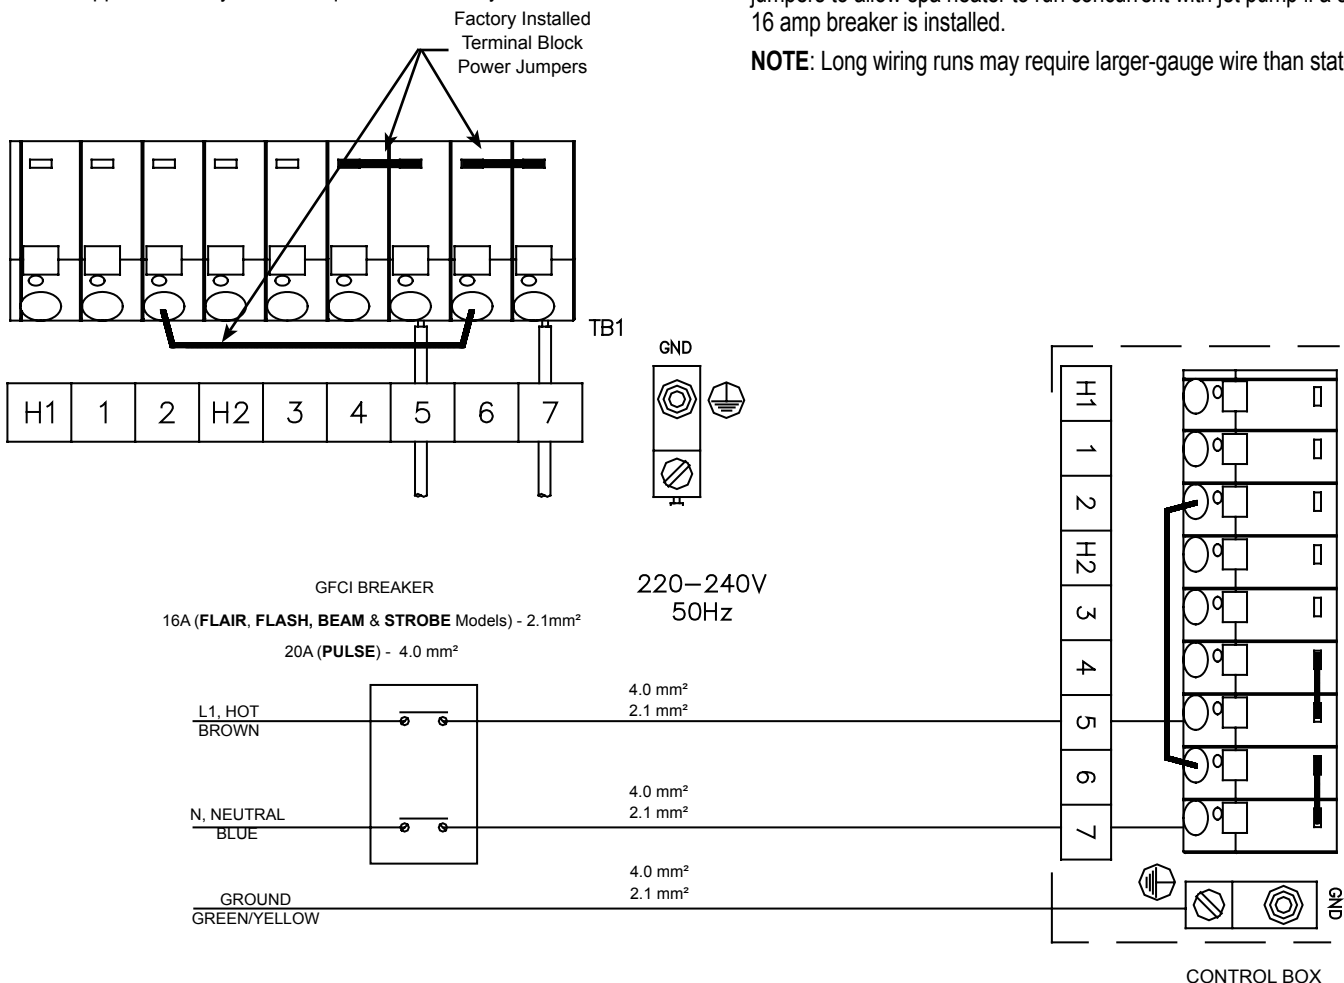 Factory Installed
Terminal Block
Power Jumpers
16 amp breaker is installed.
NOTE: Long wiring runs may require larger-gauge wire than stat
TB1
H1 1 2 H2 3 4 5 6 7
GND
GFCI BREAKER
16A (FLAIR, FLASH, BEAM & STROBE Models) - 2.1mm²
20A (PULSE) - 4.0 mm²
220-240V
50Hz
L1, HOT
BROWN
4.0 mm²
2.1 mm²
N, NEUTRAL
BLUE
4.0 mm²
2.1 mm²
GROUND
GREEN/YELLOW
4.0 mm²
2.1 mm²
H1
1
2
H2
3
4
5
6
7
GND
CONTROL BOX